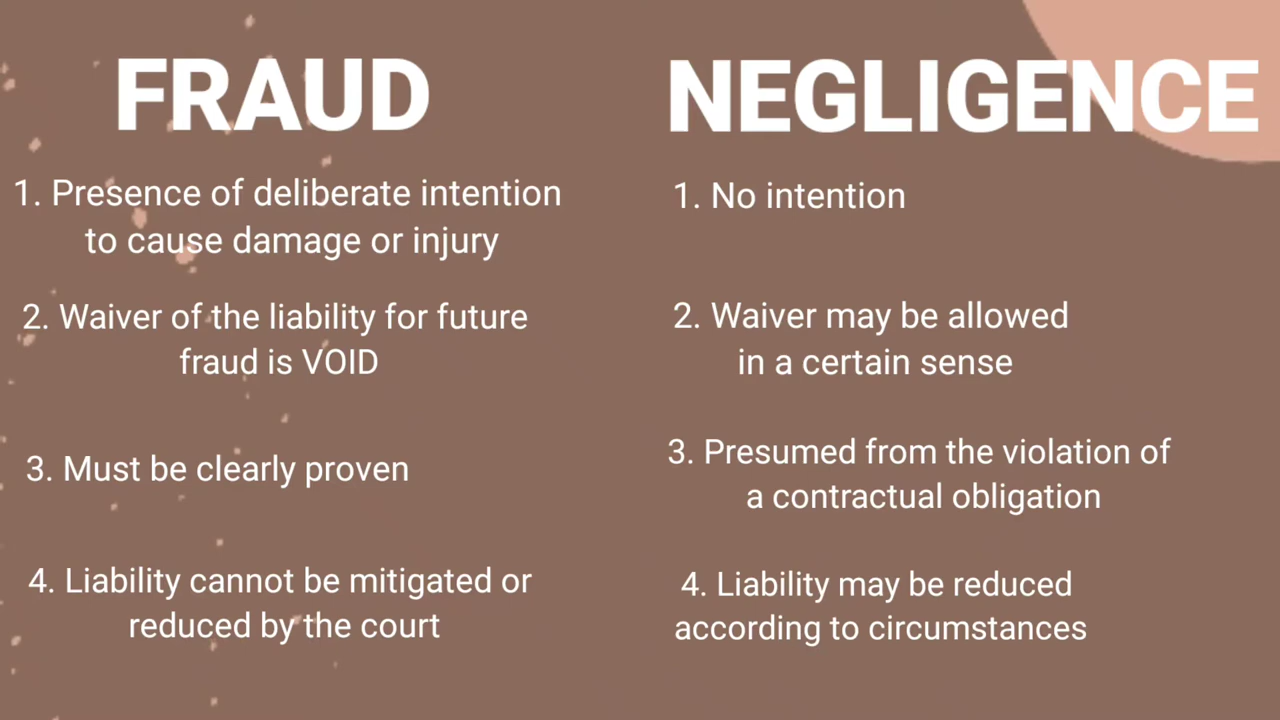 FRAUD
1. Presence of deliberate intention
to cause damage or injury
2. Waiver of the liability for future
fraud is VOID
3. Must be clearly proven
4. Liability cannot be mitigated or
reduced by the court
NEGLIGENCE
1. No intention
2. Waiver may be allowed
in a certain sense
3. Presumed from the violation of
a contractual obligation
4. Liability may be reduced
according to circumstances